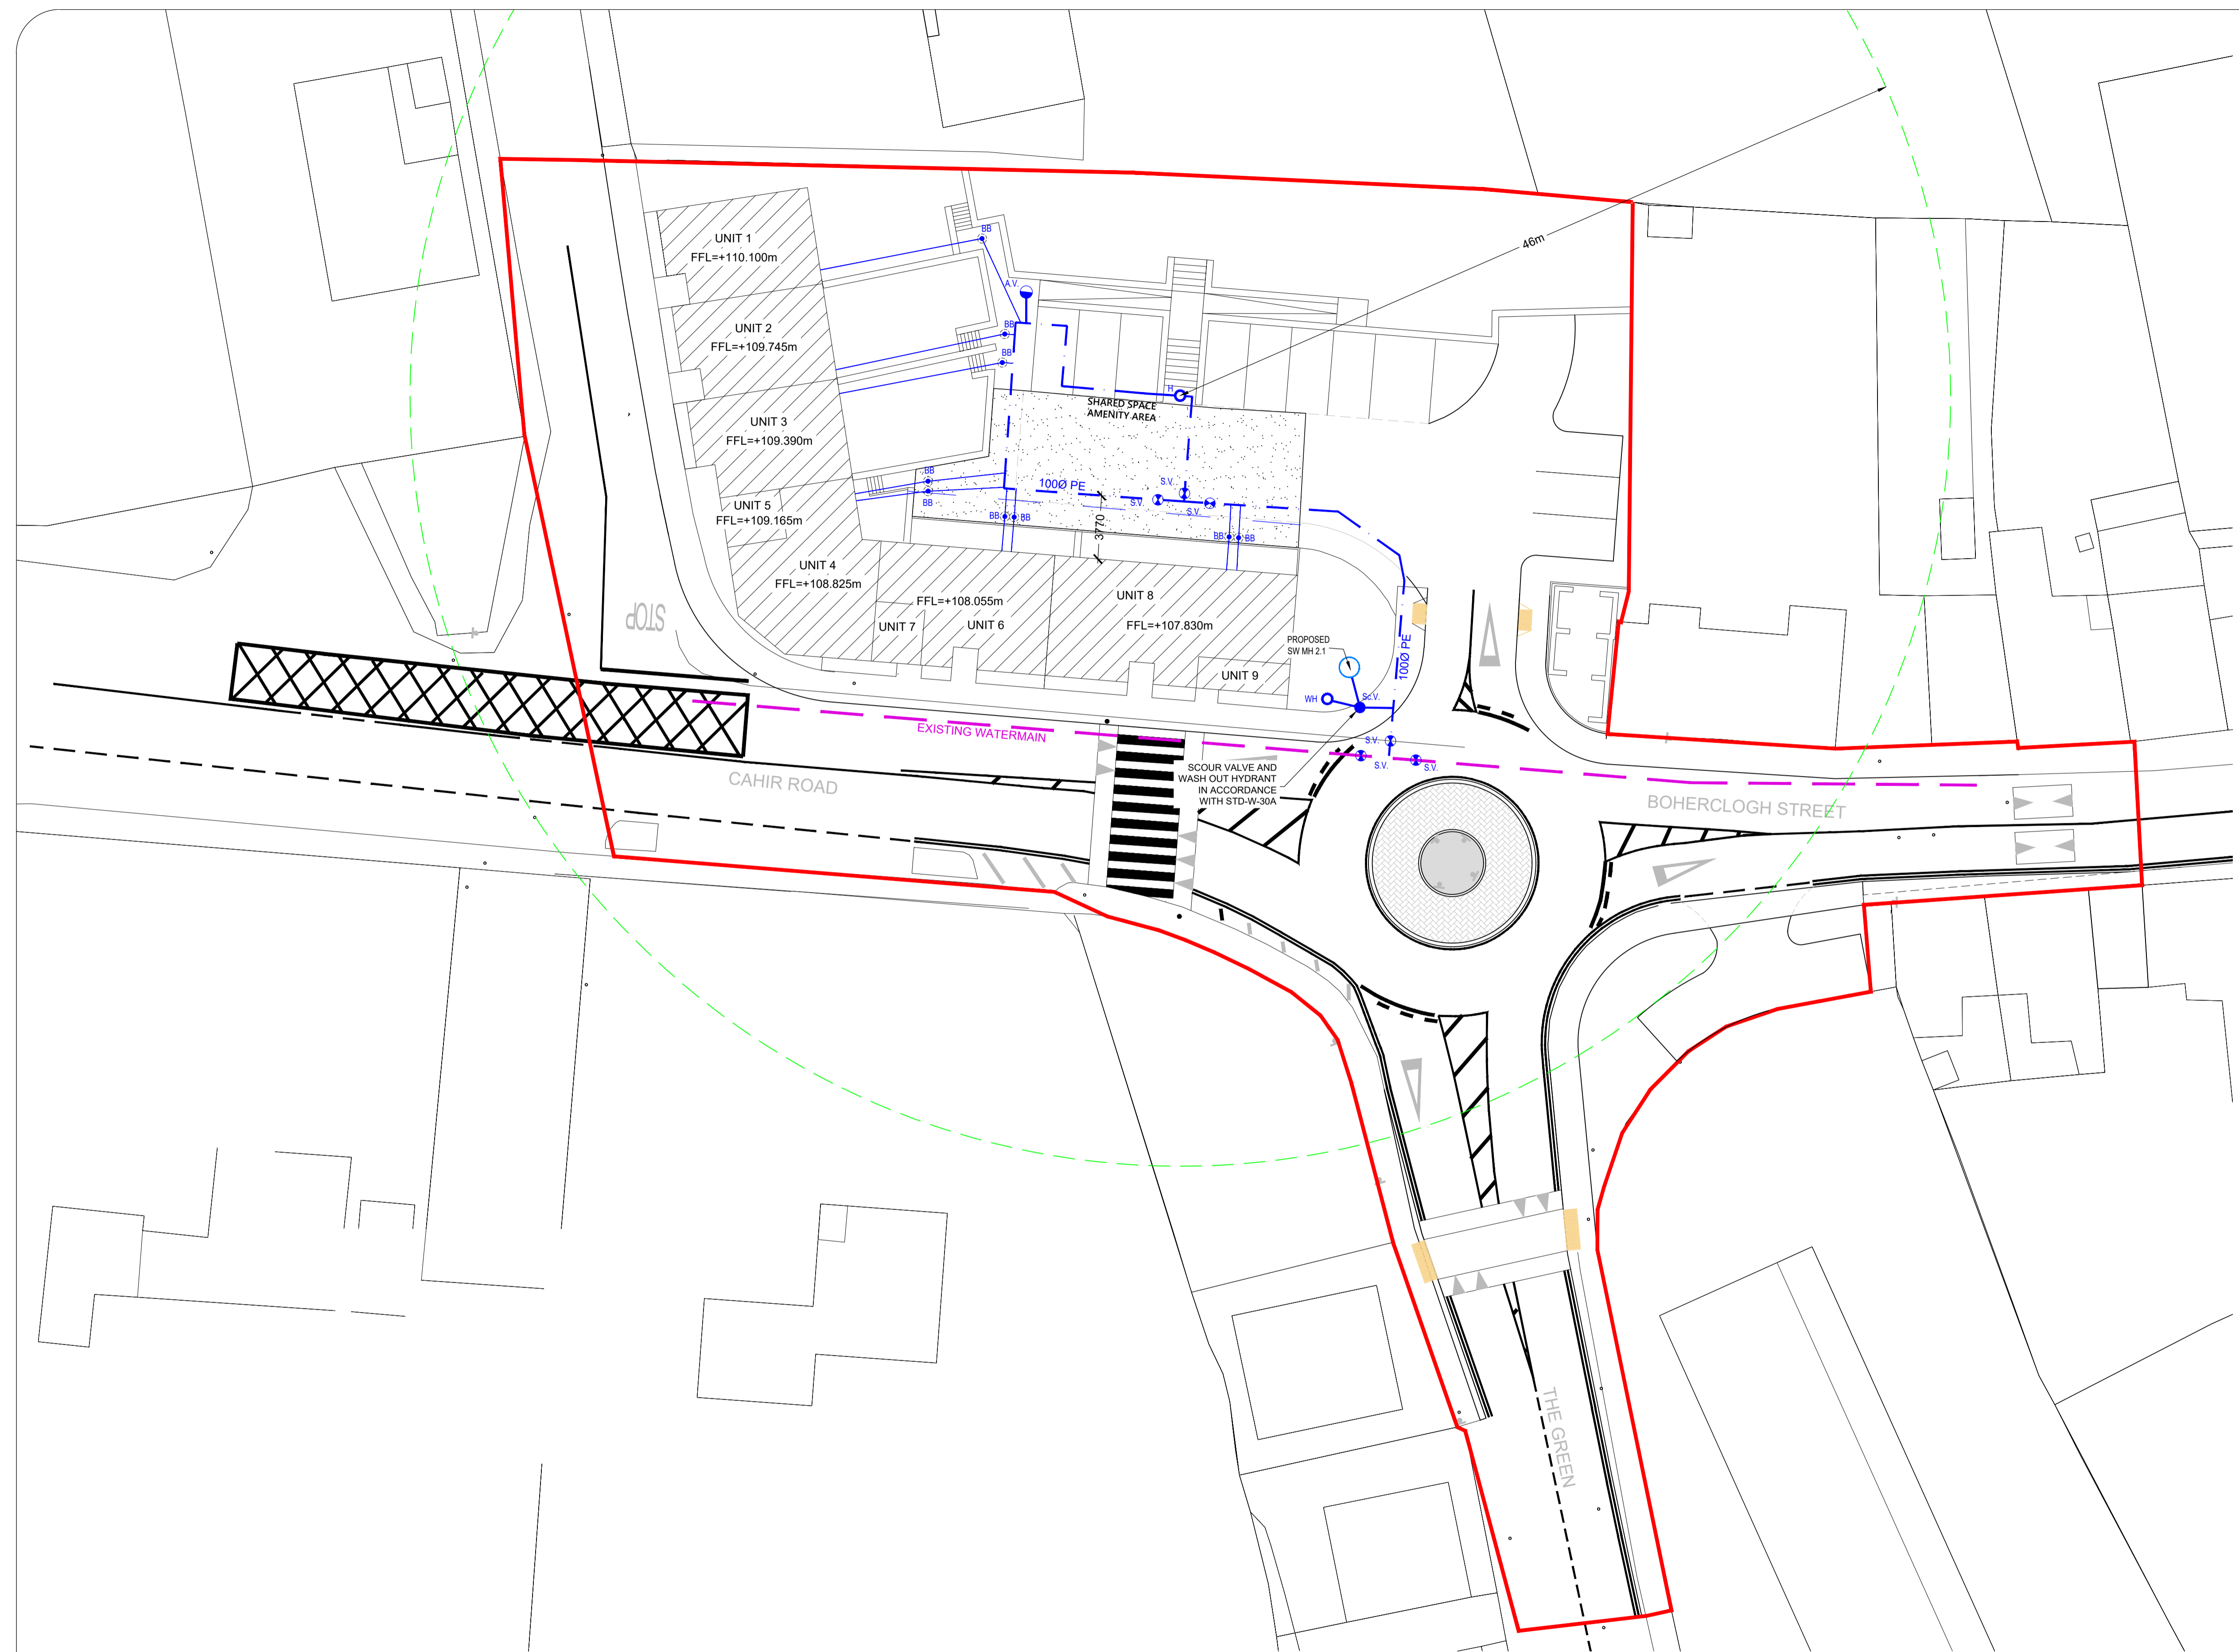 46m
UNIT 1
FFL=+110.100m
BB
A.V.
UNIT 2
FFL=+109.745m
BB
BB
H
SHARED SPACE
AMENITY AREA
UNIT 3
FFL=+109.390m
BB
BB
100Ø PE
S.V.
S.V.
S.V.
UNIT 5
FFL=+109.165m
BB
BB
3770
BB
BB
UNIT 4
FFL=+108.825m
FFL=+108.055m
UNIT 7
UNIT 6
UNIT 8
FFL=+107.830m
STOP
PROPOSED
SW MH 2.1
100Ø PE
UNIT 9
WH
Sc.V.
EXISTING WATERMAIN
S.V.
S.V.
S.V.
SCOUR VALVE AND
WASH OUT HYDRANT
IN ACCORDANCE
WITH STD-W-30A
CAHIR ROAD
BOHERCLOGH STREET
THE GREEN